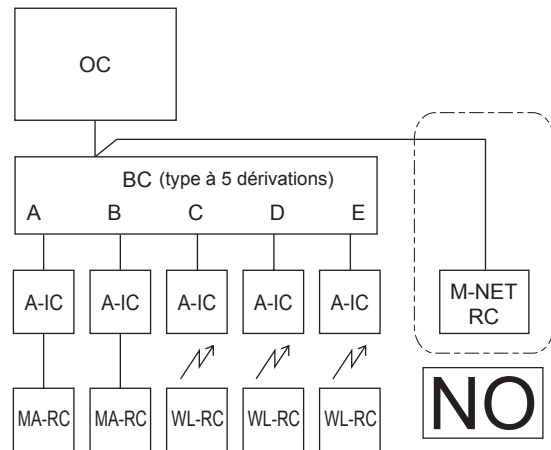 OC
BC (type à 5 dérivations)
A B C D E
A-IC A-IC A-IC A-IC A-IC
M-NET
RC
MA-RC MA-RC WL-RC WL-RC WL-RC
NO